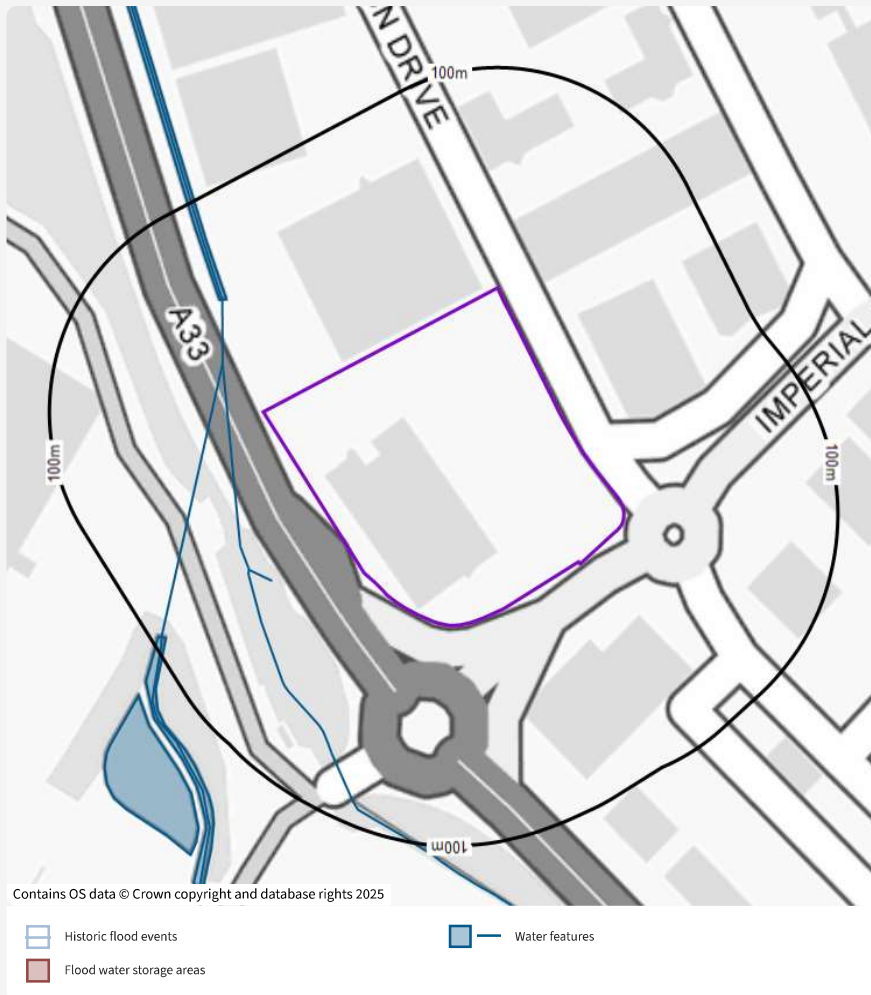 N DRIVE
100m
A33
IMPERIAL
100m
100m
100m
Contains OS data © Crown copyright and database rights 2025
Historic flood events
Water features
Flood water storage areas